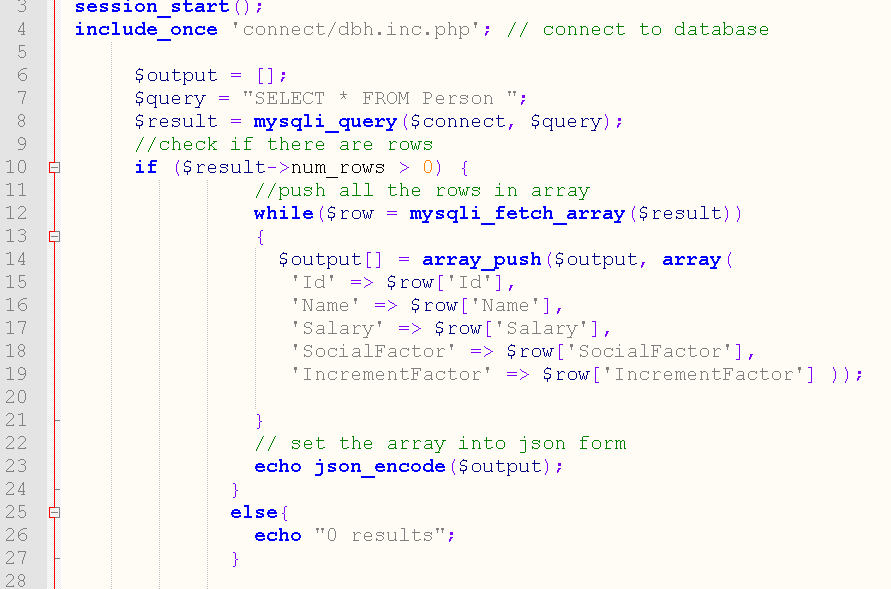 3 session_start();
4 include_once 'connect/dbh.inc.php'; // connect to database
5
6 $output = [];
7 $query = "SELECT * FROM Person ";
8 $result = mysqli_query($connect, $query);
9 //check if there are rows
10 if ($result->num_rows > 0) {
11 //push all the rows in array
12 while($row = mysqli_fetch_array($result))
13 {
14 $output[] = array_push($output, array(
15 'Id' => $row['Id'],
16 'Name' => $row['Name'],
17 'Salary' => $row['Salary'],
18 'SocialFactor' => $row['SocialFactor'],
19 'IncrementFactor' => $row['IncrementFactor'] ));
20
21 }
22 // set the array into json form
23 echo json_encode($output);
24 }
25 else{
26 echo "0 results";
27 }
28